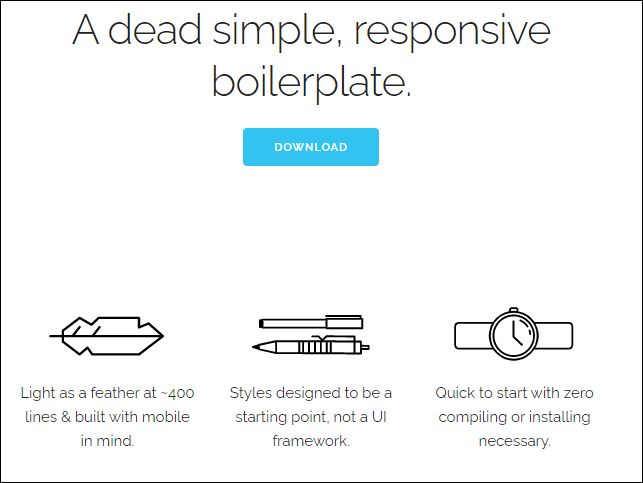 A dead simple, responsive
boilerplate.
DOWNLOAD
Light as a feather at ~400
lines & built with mobile
in mind.
Styles designed to be a
starting point, not a UI
framework.
Quick to start with zero
compiling or installing
necessary.